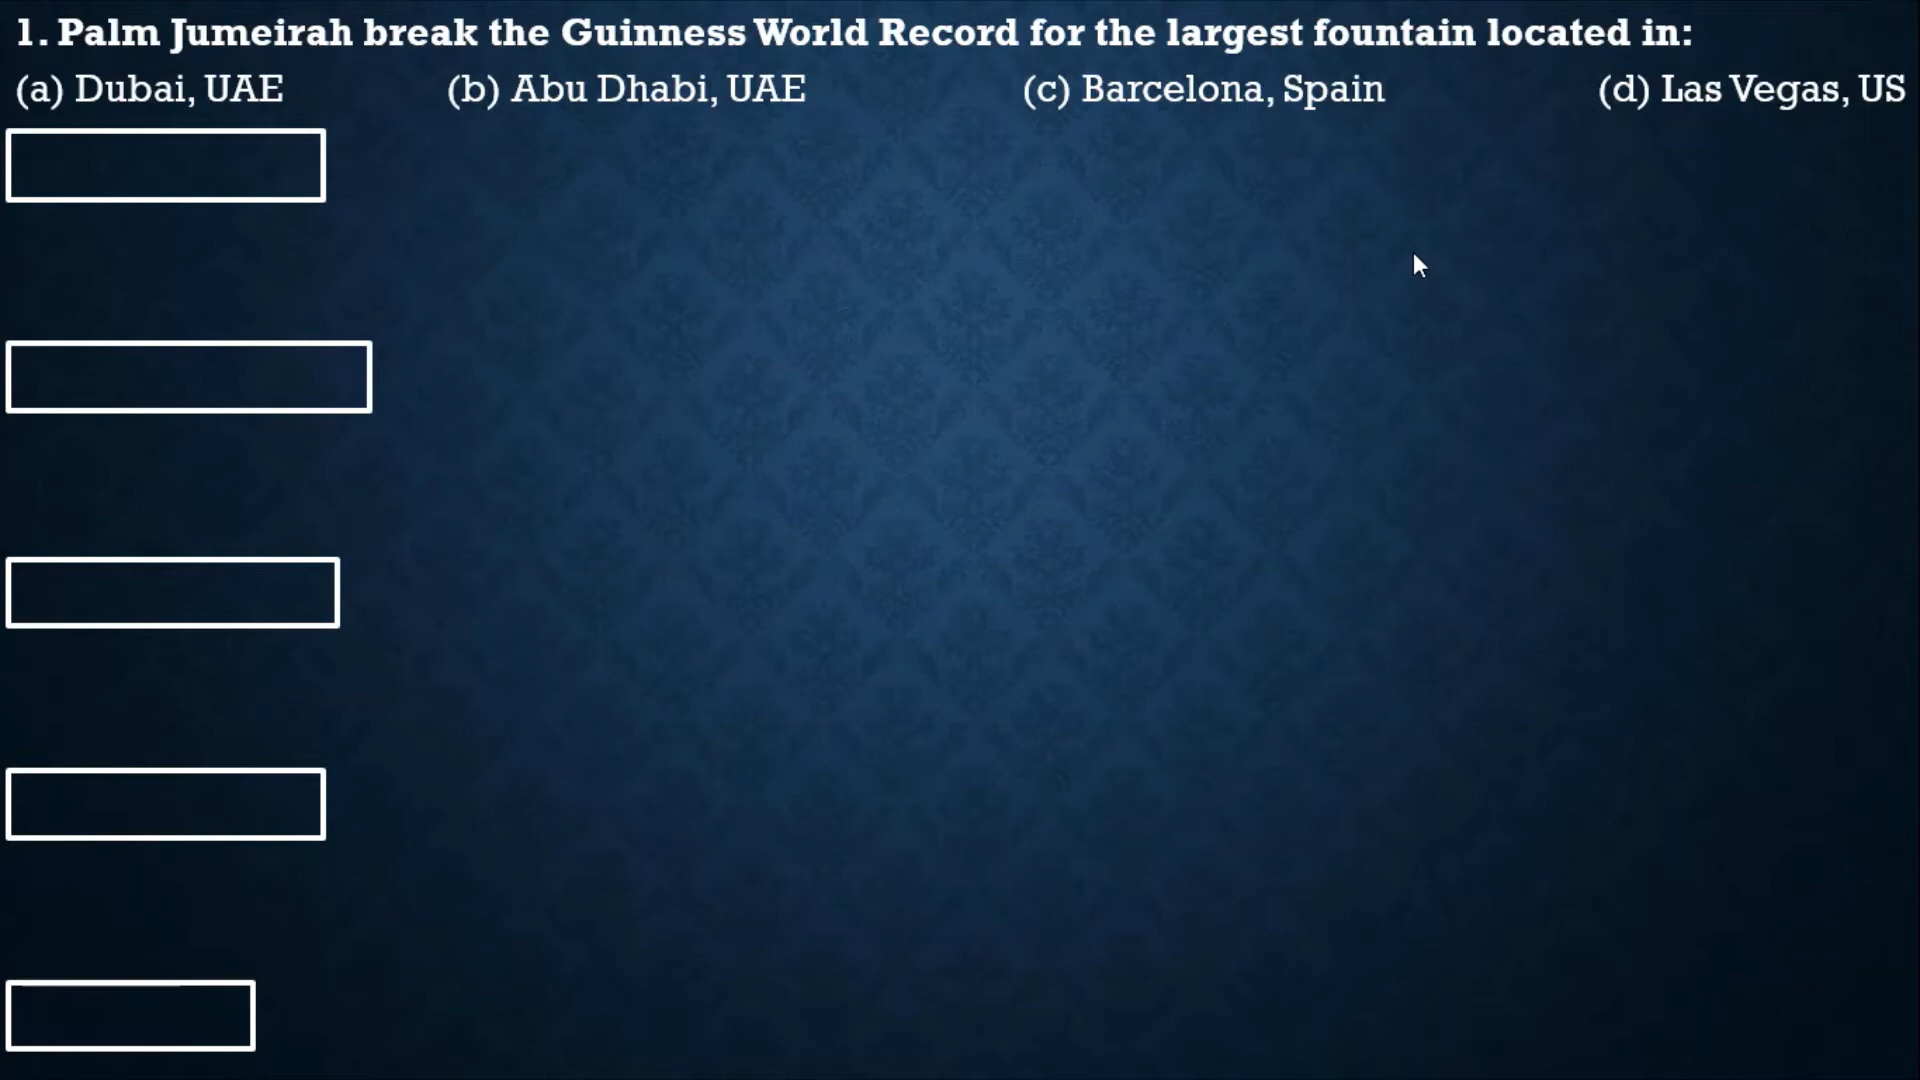 1. Palm Jumeirah break the Guinness World Record for the largest fountain located in:
(a) Dubai, UAE (b) Abu Dhabi, UAE (c) Barcelona, Spain (d) Las Vegas, US